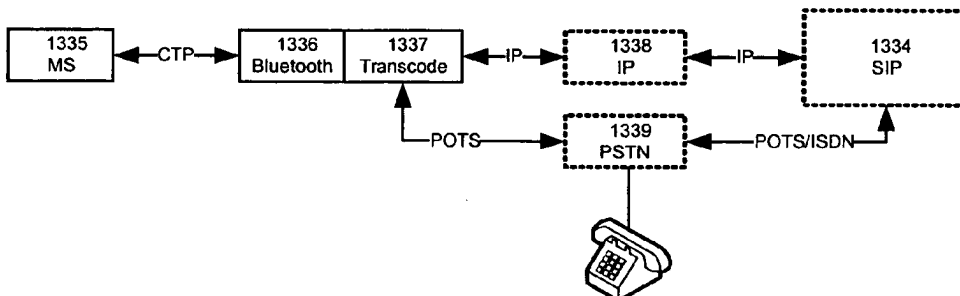 1335
MS
CTP
1336
Bluetooth
1337
Transcode
IP
1338
IP
IP
1334
SIP
POTS
1339
PSTN
POTS/ISDN